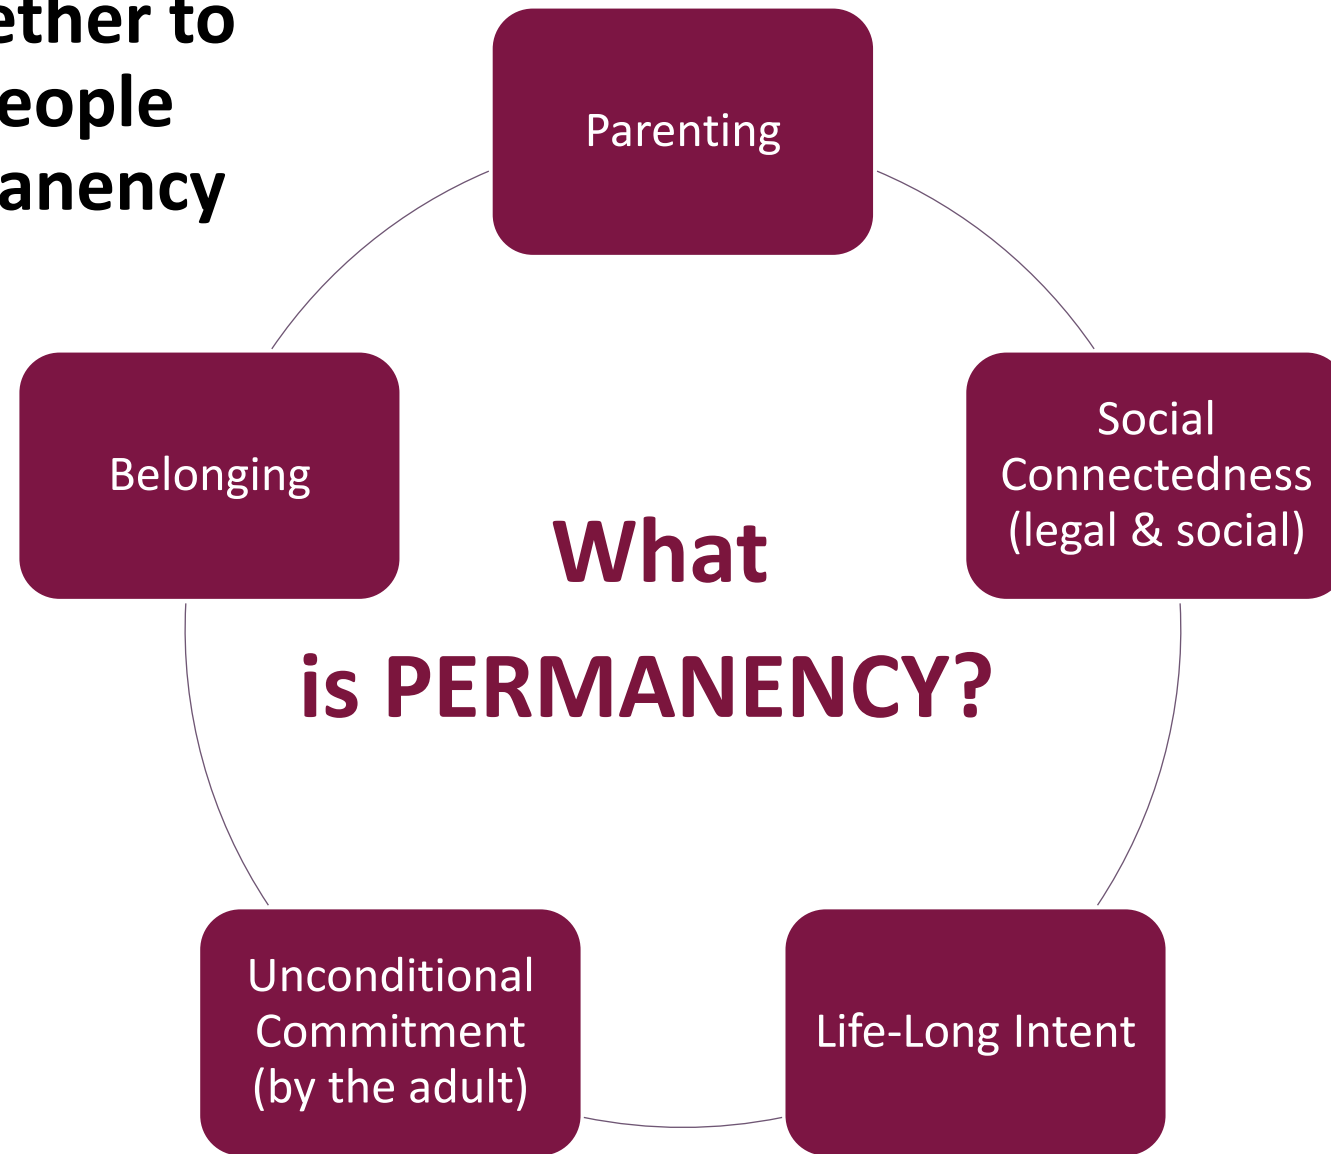 ether to
eople
anency
Parenting
Social
Connectedness
(legal & social)
Belonging
What
is PERMANENCY?
Unconditional
Commitment
(by the adult)
Life-Long Intent